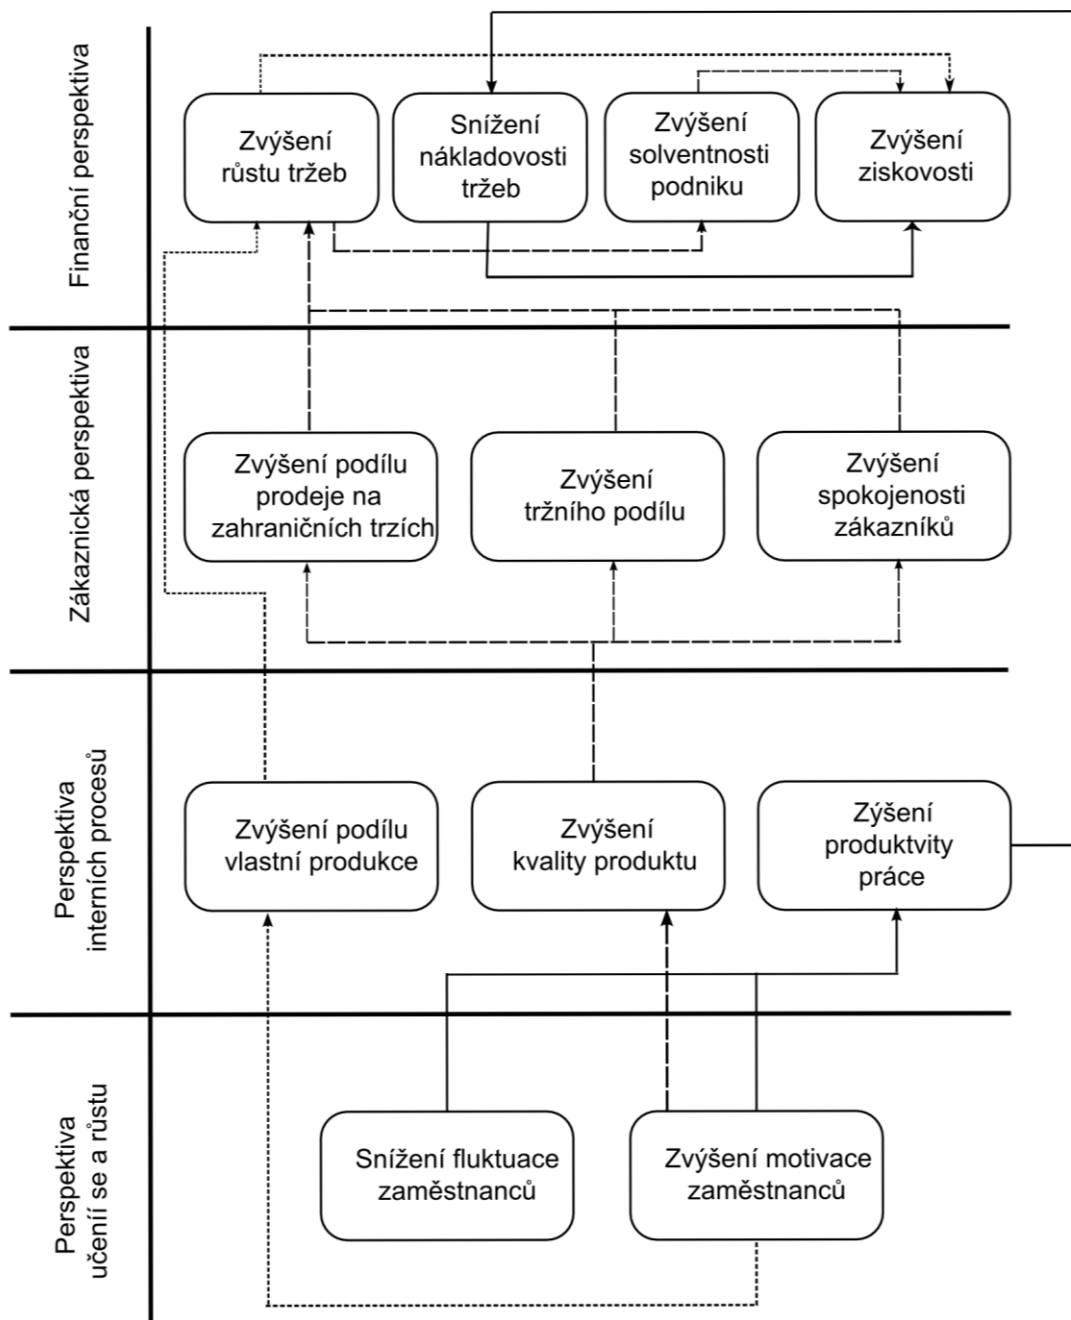 Finanční perspektiva
Zvýšení
růstu tržeb
Snížení
nákladovosti
tržeb
Zvýšení
solventnosti
podniku
Zvýšení
ziskovosti
Zákaznická perspektiva
Zvýšení podílu
prodeje na
zahraničních trzích
Zvýšení
tržního podílu
Zvýšení
spokojenosti
zákazníků
Perspektiva
interních procesů
Zvýšení podílu
vlastní produkce
Zvýšení
kvality produktu
Zýšení
produktvity
práce
Perspektiva
učení se a růstu
Snížení fluktuace
zaměstnanců
Zvýšení motivace
zaměstnanců